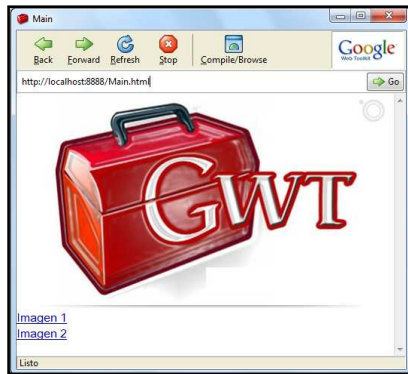 Main
Back Forward Refresh Stop Compile/Browse
Google
Web Toolkit
http://localhost:8888/Main.html
Go
GWT
Imagen 1
Imagen 2
Listo